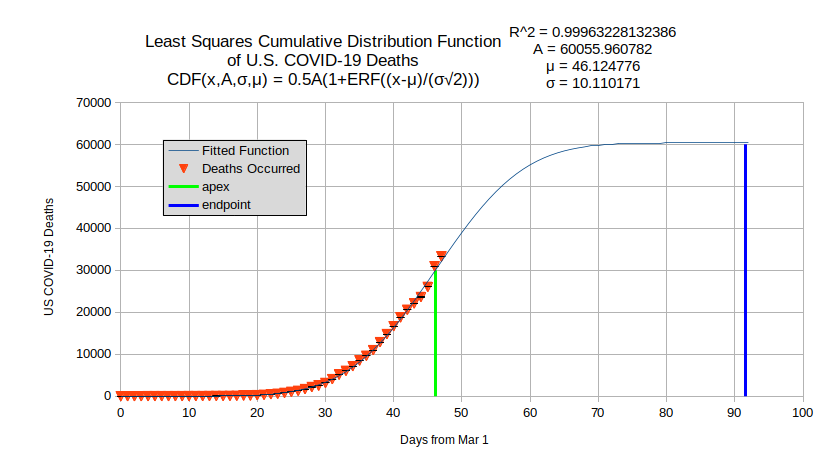 Least Squares Cumulative Distribution Function
of U.S. COVID-19 Deaths
CDF(x,A,σ,μ) = 0.5A(1+ERF((x-μ)/(σ√2)))
R^2 = 0.99963228132386
A = 60055.960782
μ = 46.124776
σ = 10.110171
70000
60000
50000
40000
30000
20000
10000
0
US COVID-19 Deaths
Fitted Function
Deaths Occurred
apex
endpoint
0 10 20 30 40 50 60 70 80 90 100
Days from Mar 1